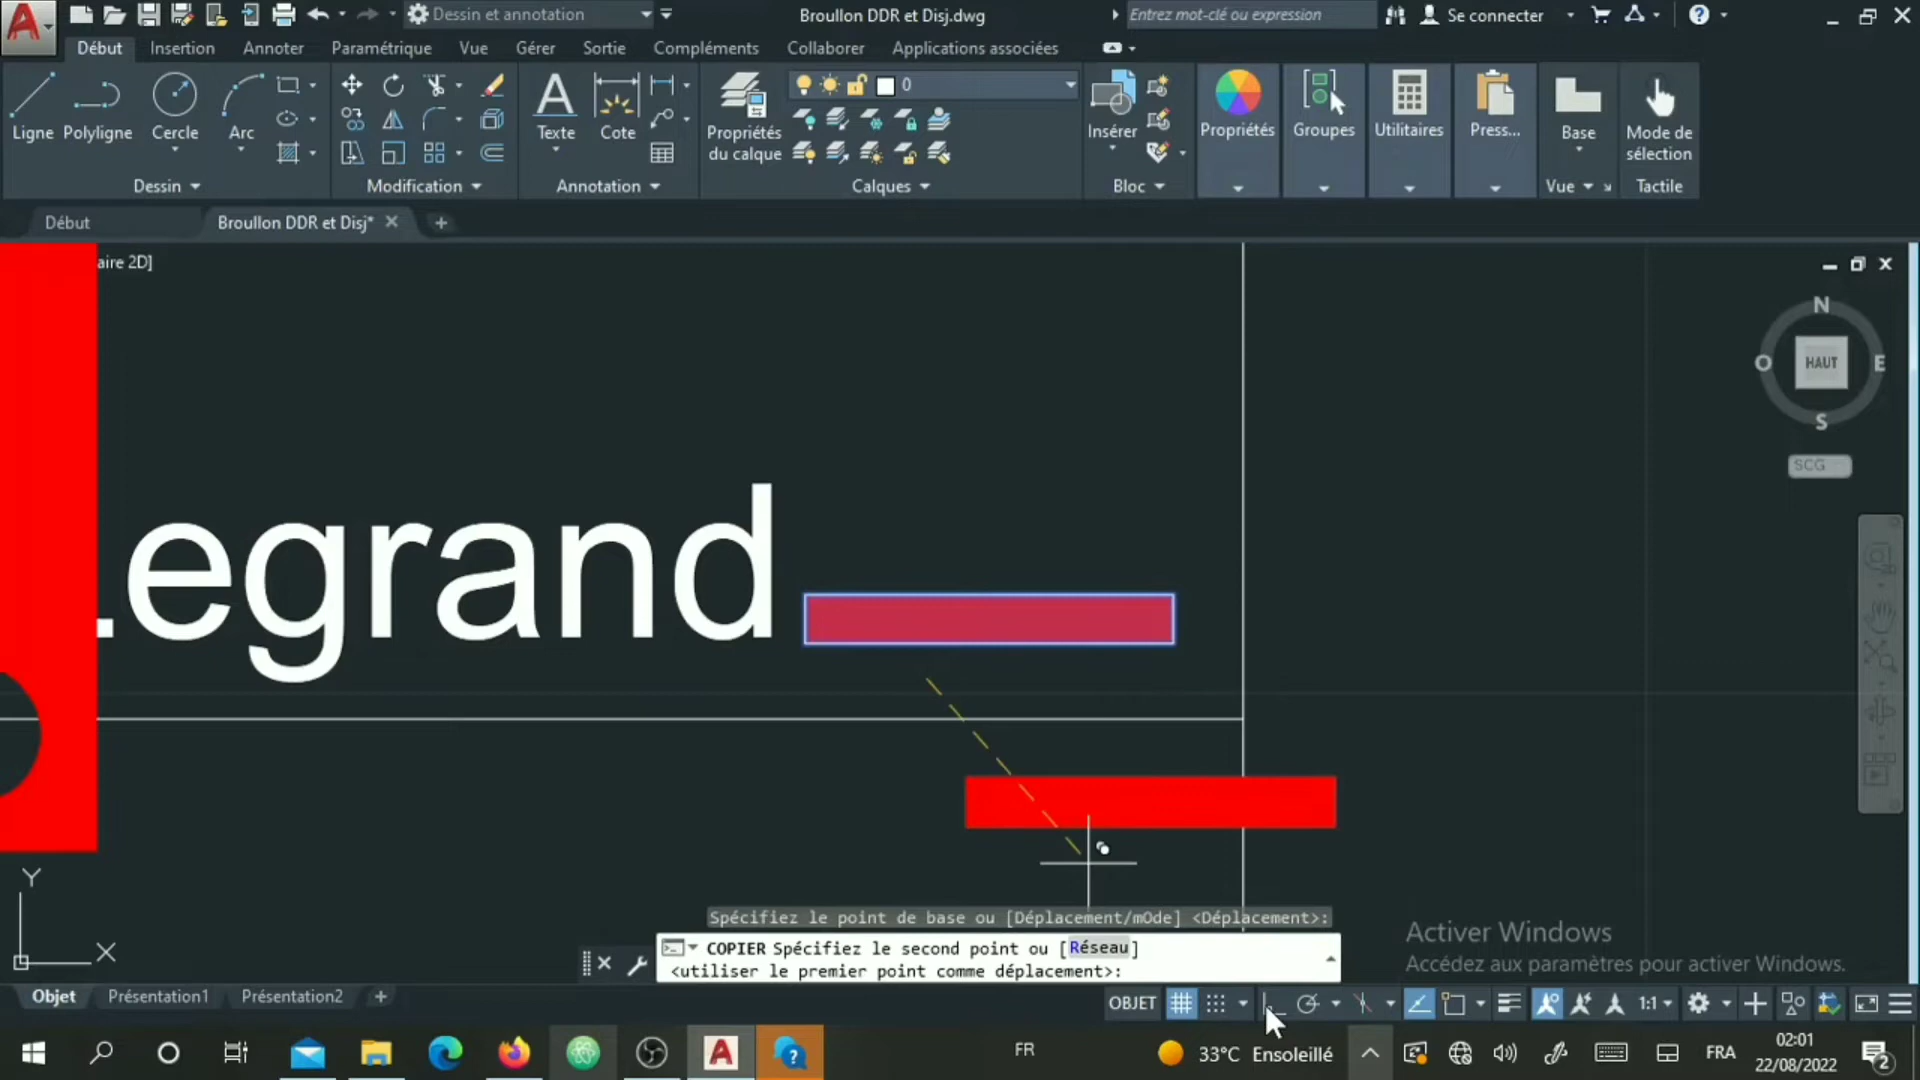 Dessin et annotation
Broullon DDR et Disj.dwg
Entrez mot-clé ou expression
Se connecter
Début
Insertion
Annoter
Paramétrique
Vue
Gérer
Sortie
Compléments
Collaborer
Applications associées
0
Ligne
Polyligne
Cercle
Arc
Texte
Cote
Propriétés
du calque
Insérer
Propriétés
Groupes
Utilitaires
Press...
Base
Mode de
sélection
Dessin
Modification
Annotation
Calques
Bloc
Vue
Tactile
Début
Broullon DDR et Disj*
aire 2D]
N
O
HAUT
E
S
SCG
Legrand
Y
X
Spécifiez le point de base ou [Déplacement/mOde] <Déplacement>:
COPIER Spécifiez le second point ou [Réseau]
<utiliser le premier point comme déplacement>:
Activer Windows
Accédez aux paramètres pour activer Windows.
Objet
Présentation1
Présentation2
OBJET
1:1
FR
33°C Ensoleillé
FRA
02:01
22/08/2022
2